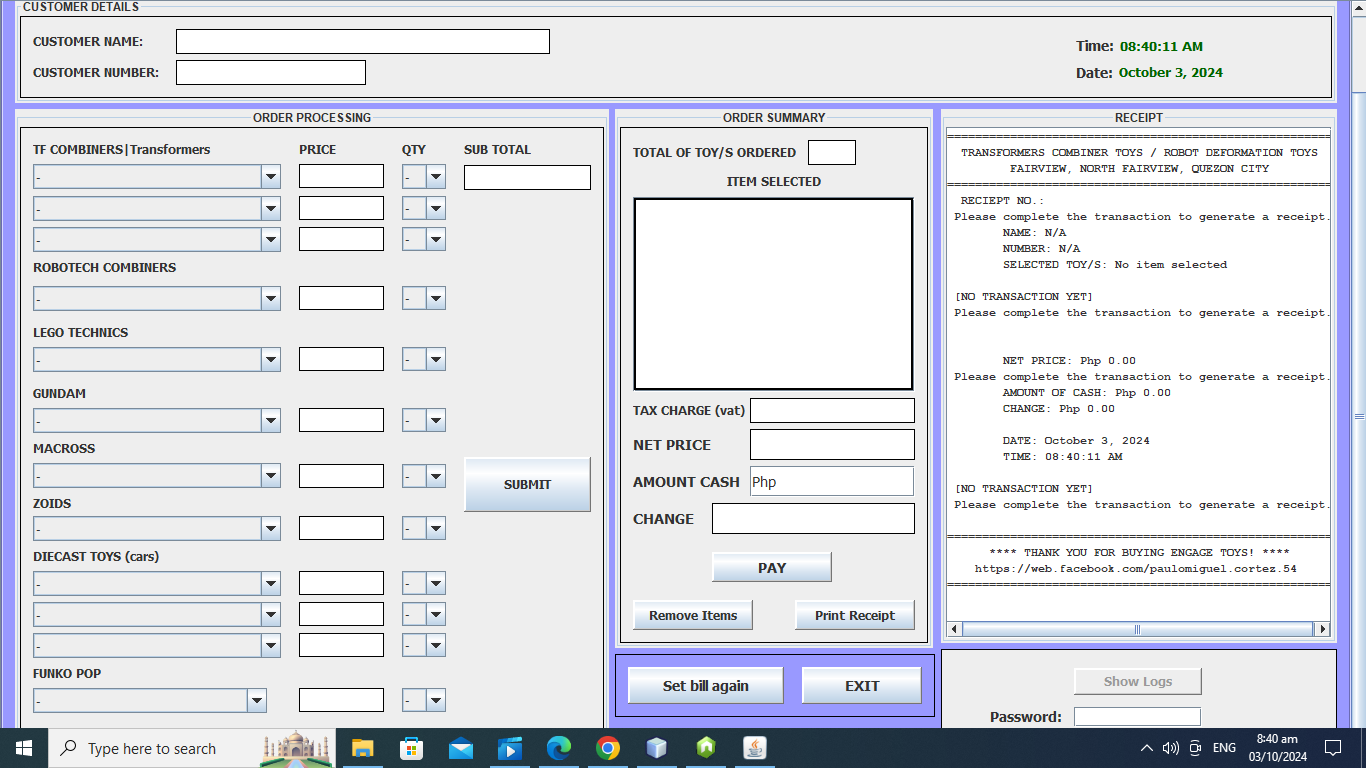 CUSTOMER DETAILS
CUSTOMER NAME:
CUSTOMER NUMBER:
Time: 08:40:11 AM
Date: October 3, 2024
ORDER PROCESSING
TF COMBINERS|Transformers PRICE QTY SUB TOTAL
- -
- -
- -
ROBOTECH COMBINERS
- -
LEGO TECHNICS
- -
GUNDAM
- -
MACROSS
- -
SUBMIT
ZOIDS
- -
DIECAST TOYS (cars)
- -
- -
- -
FUNKO POP
- -
ORDER SUMMARY
TOTAL OF TOY/S ORDERED
ITEM SELECTED
TAX CHARGE (vat)
NET PRICE
AMOUNT CASH Php
CHANGE
PAY
Remove Items Print Receipt
Set bill again EXIT
RECEIPT
==================================================
TRANSFORMERS COMBINER TOYS / ROBOT DEFORMATION TOYS
FAIRVIEW, NORTH FAIRVIEW, QUEZON CITY
==================================================
RECIEPT NO.:
Please complete the transaction to generate a receipt.
NAME: N/A
NUMBER: N/A
SELECTED TOY/S: No item selected
[NO TRANSACTION YET]
Please complete the transaction to generate a receipt.
NET PRICE: Php 0.00
Please complete the transaction to generate a receipt.
AMOUNT OF CASH: Php 0.00
CHANGE: Php 0.00
DATE: October 3, 2024
TIME: 08:40:11 AM
[NO TRANSACTION YET]
Please complete the transaction to generate a receipt.
==================================================
**** THANK YOU FOR BUYING ENGAGE TOYS! ****
https://web.facebook.com/paulomiguel.cortez.54
==================================================
Show Logs
Password:
Type here to search
ENG
8:40 am
03/10/2024